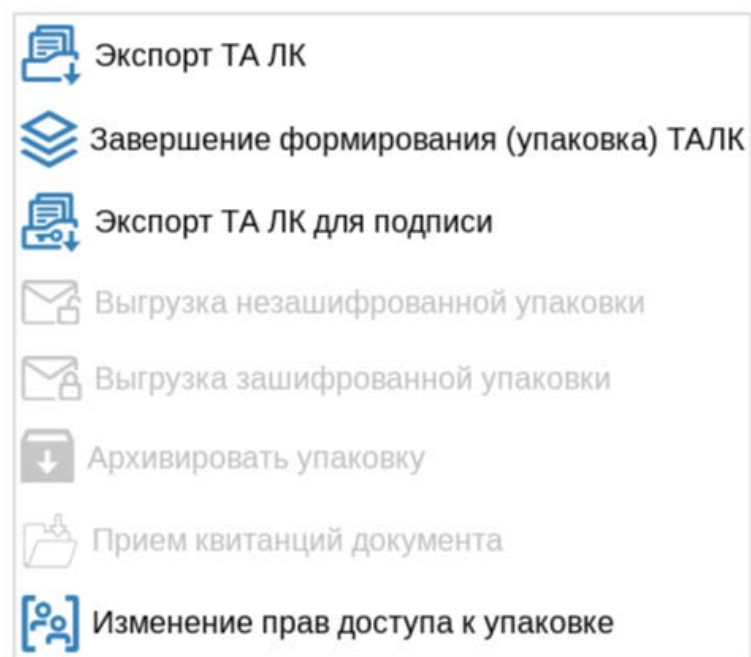 Экспорт ТА ЛК
Завершение формирования (упаковка) ТАЛК
Экспорт ТА ЛК для подписи
Выгрузка незашифрованной упаковки
Выгрузка зашифрованной упаковки
Архивировать упаковку
Прием квитанций документа
Изменение прав доступа к упаковке